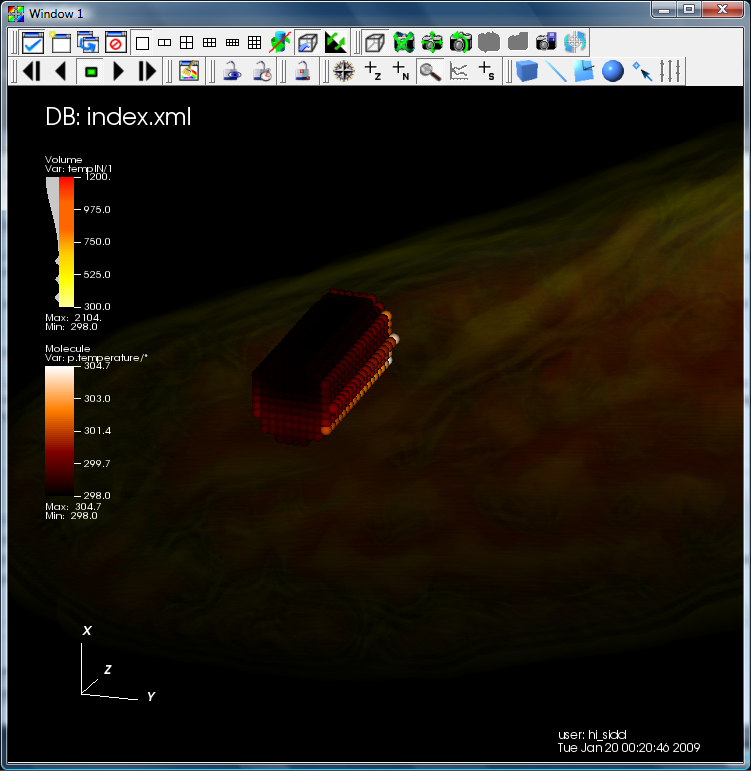 Window 1
DB: index.xml
Volume
Var: tempIN/1
1200.
975.0
750.0
525.0
300.0
Max: 2104.
Min: 298.0
Molecule
Var: p.temperature/*
304.7
303.0
301.4
299.7
298.0
Max: 304.7
Min: 298.0
X
Z
Y
user: hi_sidd
Tue Jan 20 00:20:46 2009